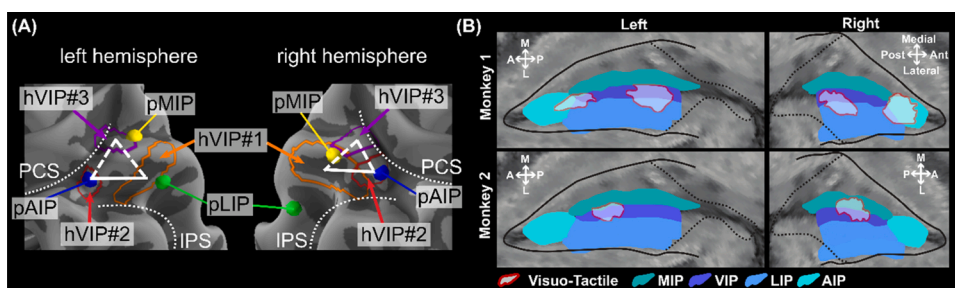 (A)
left hemisphere
right hemisphere
hVIP#3
pMIP
pMIP
hVIP#3
hVIP#1
PCS
PCS
pAIP
pLIP
pAIP
hVIP#2
IPS
IPS
hVIP#2
(B)
Left
Right
Monkey 1
M
A P
L
Medial
Post Ant
Lateral
Monkey 2
M
A P
L
M
P A
L
Visuo-Tactile MIP VIP LIP AIP